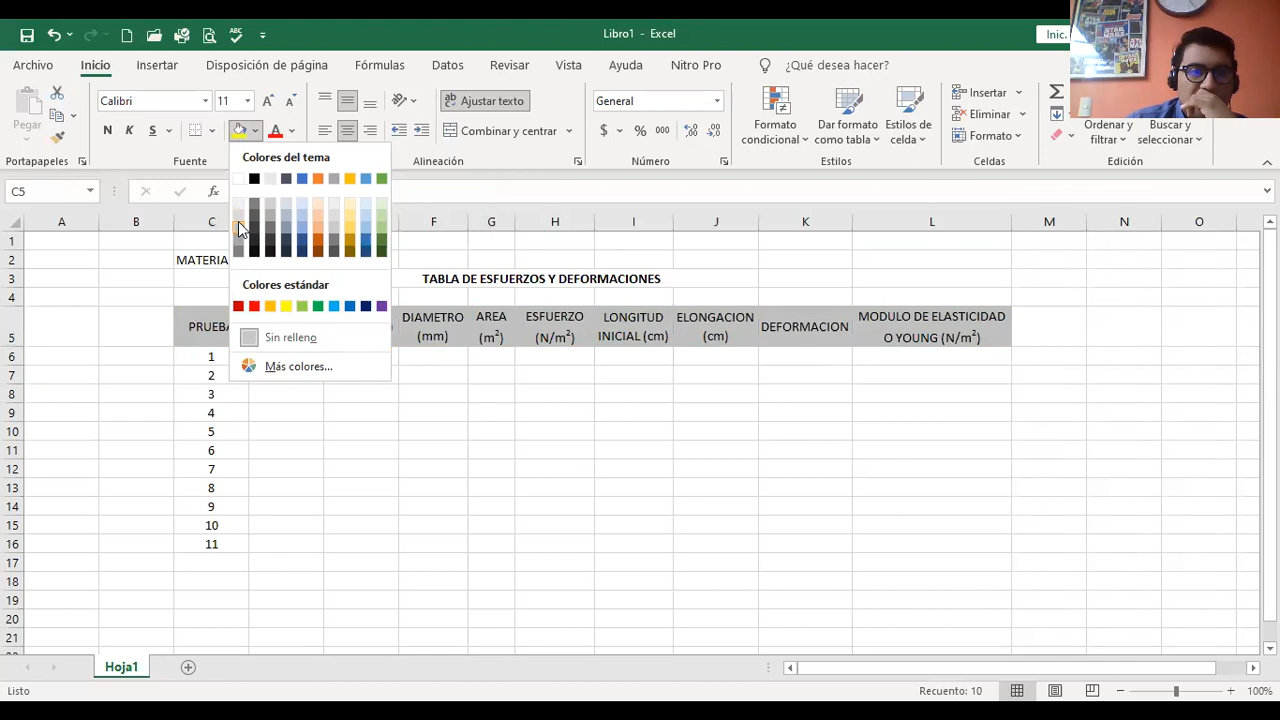 Libro1 - Excel
Inic.
Archivo Inicio Insertar Disposición de página Fórmulas Datos Revisar Vista Ayuda Nitro Pro ¿Qué desea hacer?
STAR WARS
Pegar
Calibri 11
Ajustar texto
General
N K S
Combinar y centrar
$ % 000
Formato condicional
Dar formato como tabla
Estilos de celda
Insertar
Eliminar
Formato
Ordenar y filtrar
Buscar y seleccionar
Portapapeles Fuente Alineación Número Estilos Celdas Edición
C5 fx
Colores del tema
Colores estándar
Sin relleno
Más colores...
A B C F G H I J K L M N O
1
2 MATERIA
3 TABLA DE ESFUERZOS Y DEFORMACIONES
4
5 PRUEBA DIAMETRO (mm) AREA (m²) ESFUERZO (N/m²) LONGITUD INICIAL (cm) ELONGACION (cm) DEFORMACION MODULO DE ELASTICIDAD O YOUNG (N/m²)
6 1
7 2
8 3
9 4
10 5
11 6
12 7
13 8
14 9
15 10
16 11
17
18
19
20
21
Hoja1
Listo Recuento: 10 100%